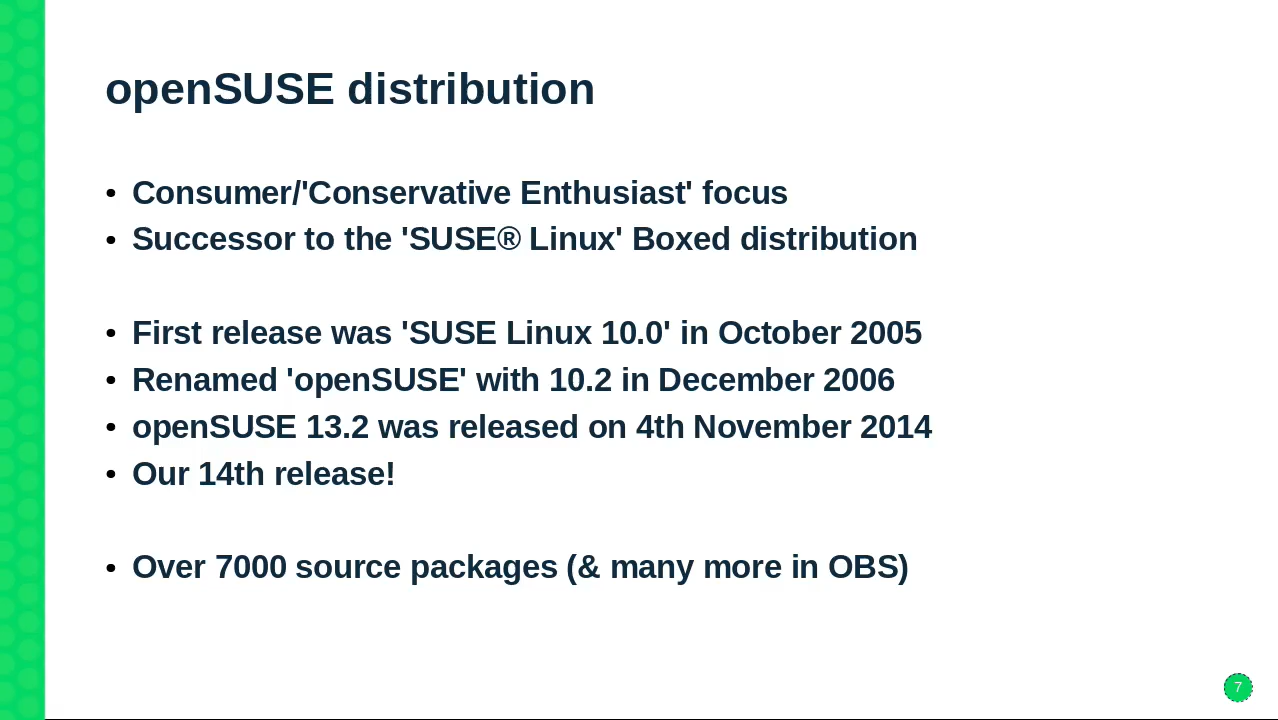 openSUSE distribution
• Consumer/'Conservative Enthusiast' focus
• Successor to the 'SUSE® Linux' Boxed distribution
• First release was 'SUSE Linux 10.0' in October 2005
• Renamed 'openSUSE' with 10.2 in December 2006
• openSUSE 13.2 was released on 4th November 2014
• Our 14th release!
• Over 7000 source packages (& many more in OBS)
7